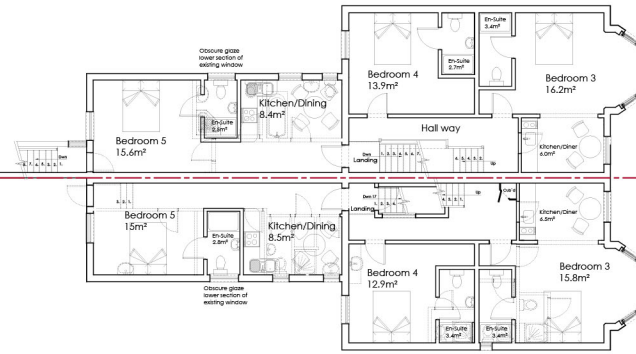 En-Suite
3.4m²
En-Suite
2.7m²
Obscure glaze
lower section of
existing window
Bedroom 4
13.9m²
Bedroom 3
16.2m²
Kitchen/Dining
8.4m²
En-Suite
2.5m²
Bedroom 5
15.6m²
Hall way
Kitchen/Diner
6.0m²
Dwn
Landing
Up
Dwn
Bedroom 5
15m²
En-Suite
2.8m²
Kitchen/Dining
8.5m²
Landing
Up
Kitchen/Diner
6.5m²
Bedroom 4
12.9m²
Bedroom 3
15.8m²
Obscure glaze
lower section of
existing window
En-Suite
3.4m²
En-Suite
3.4m²